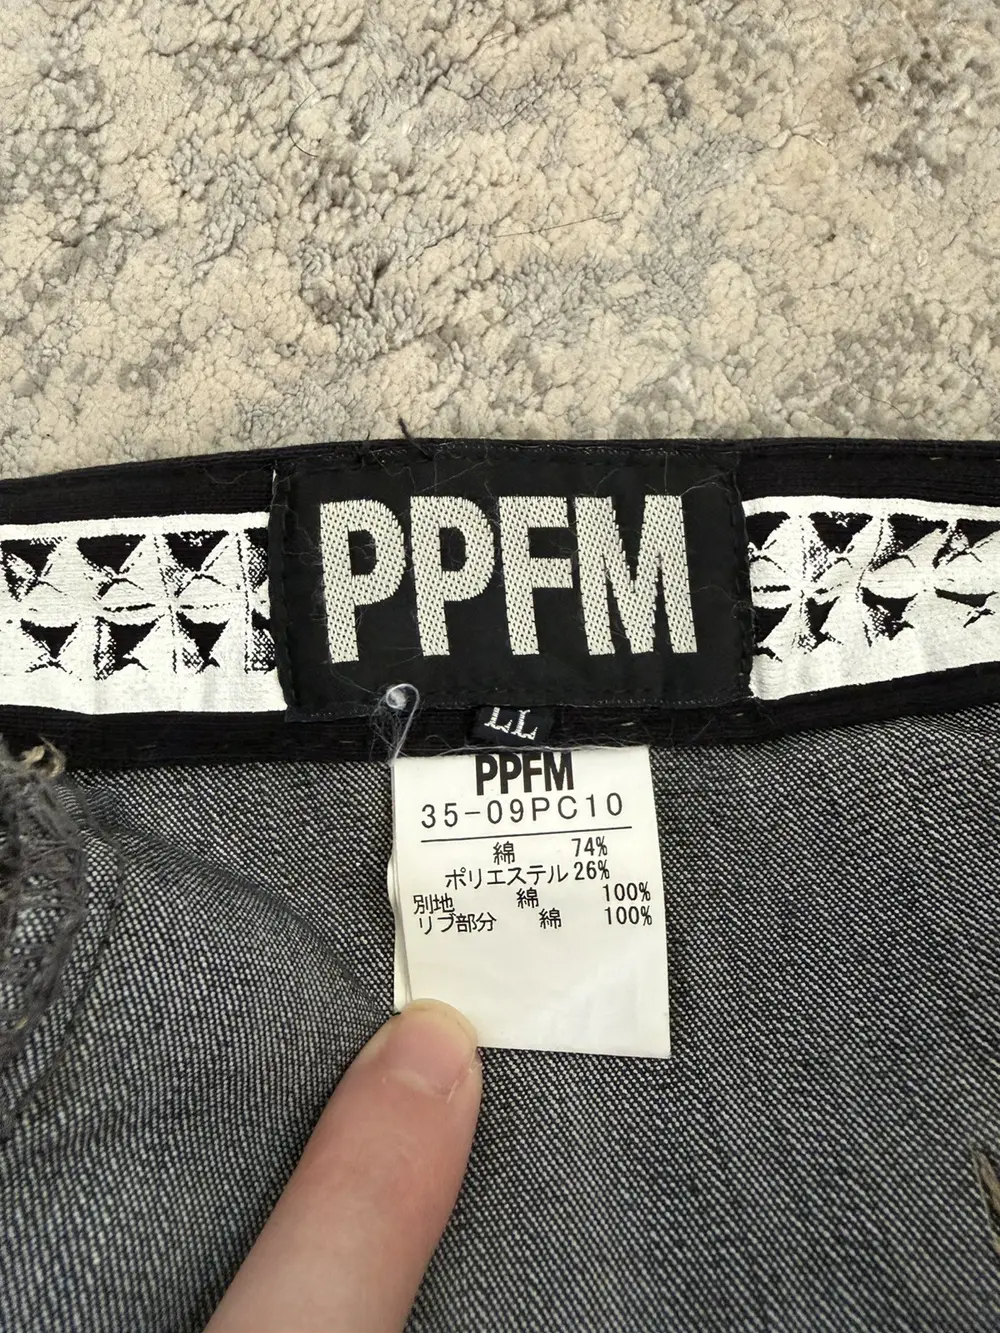 PPFM
LL
PPFM
35-09PC10
綿 74%
ポリエステル 26%
別地 綿 100%
リブ部分 綿 100%